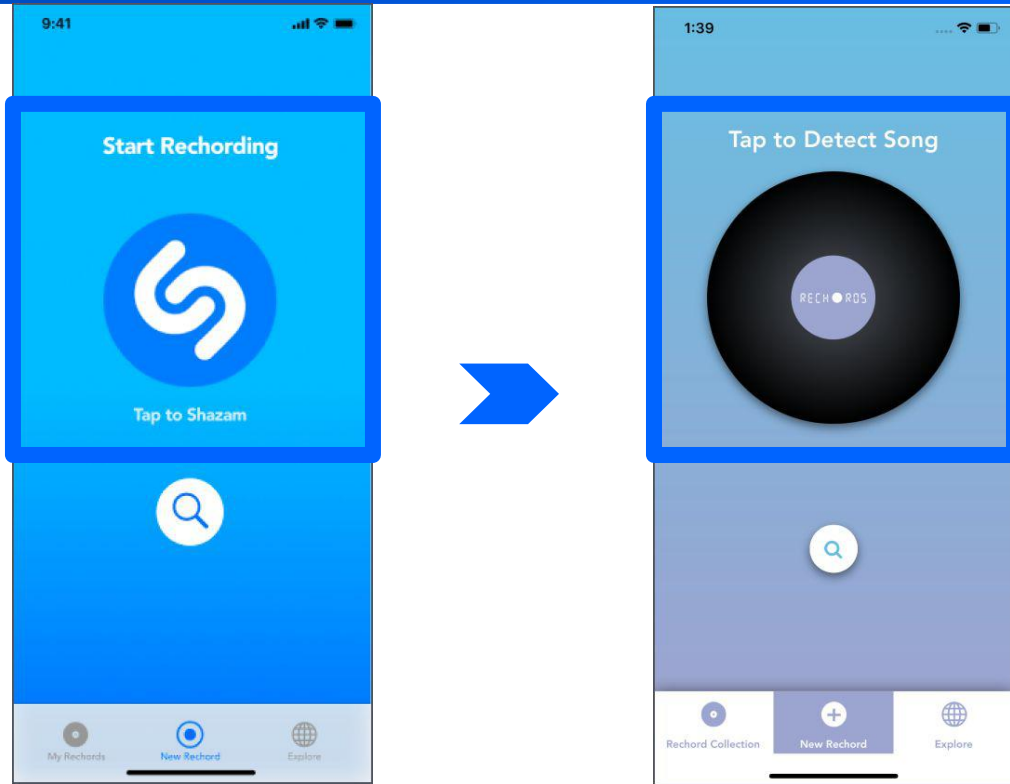 9:41
Start Rechording
Tap to Shazam
My Rechords
New Rechord
Explore
1:39
Tap to Detect Song
RECH RDS
Rechord Collection
New Rechord
Explore